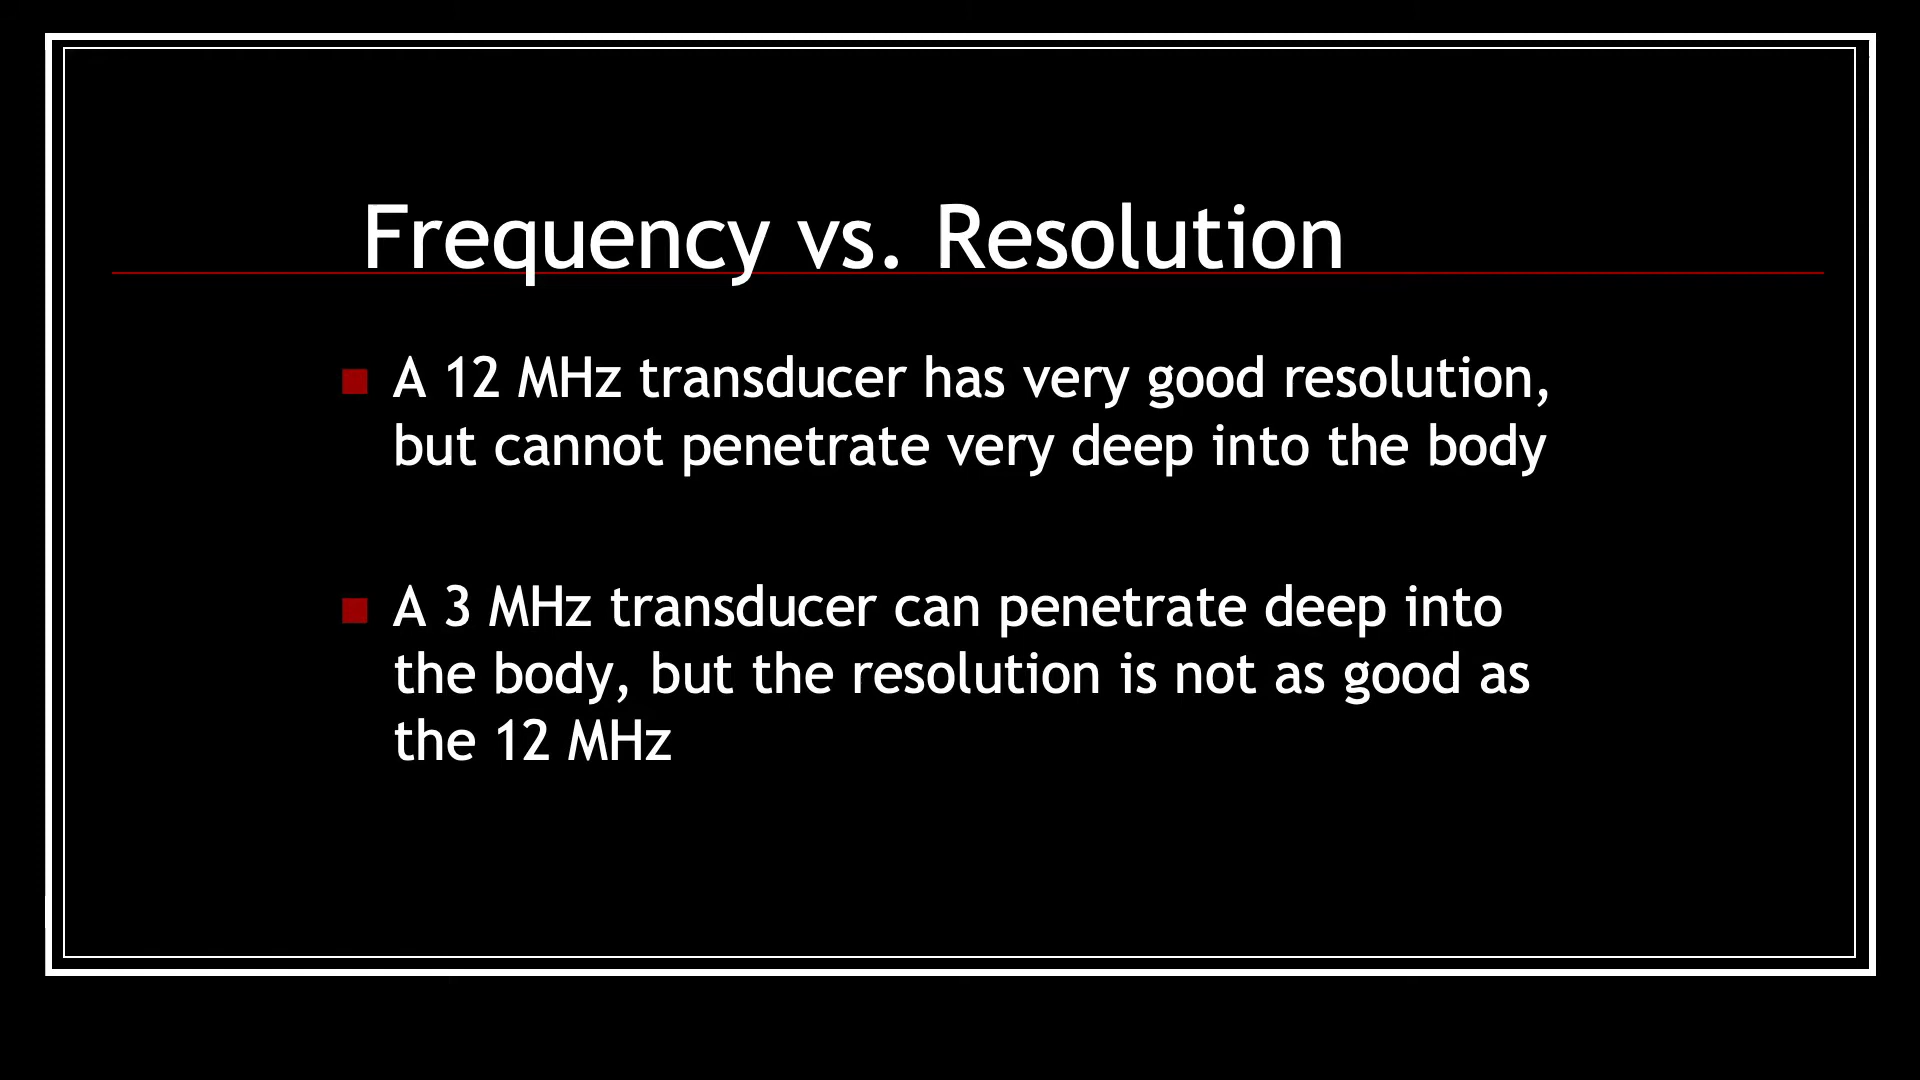 Frequency vs. Resolution
A 12 MHz transducer has very good resolution,
but cannot penetrate very deep into the body
A 3 MHz transducer can penetrate deep into
the body, but the resolution is not as good as
the 12 MHz